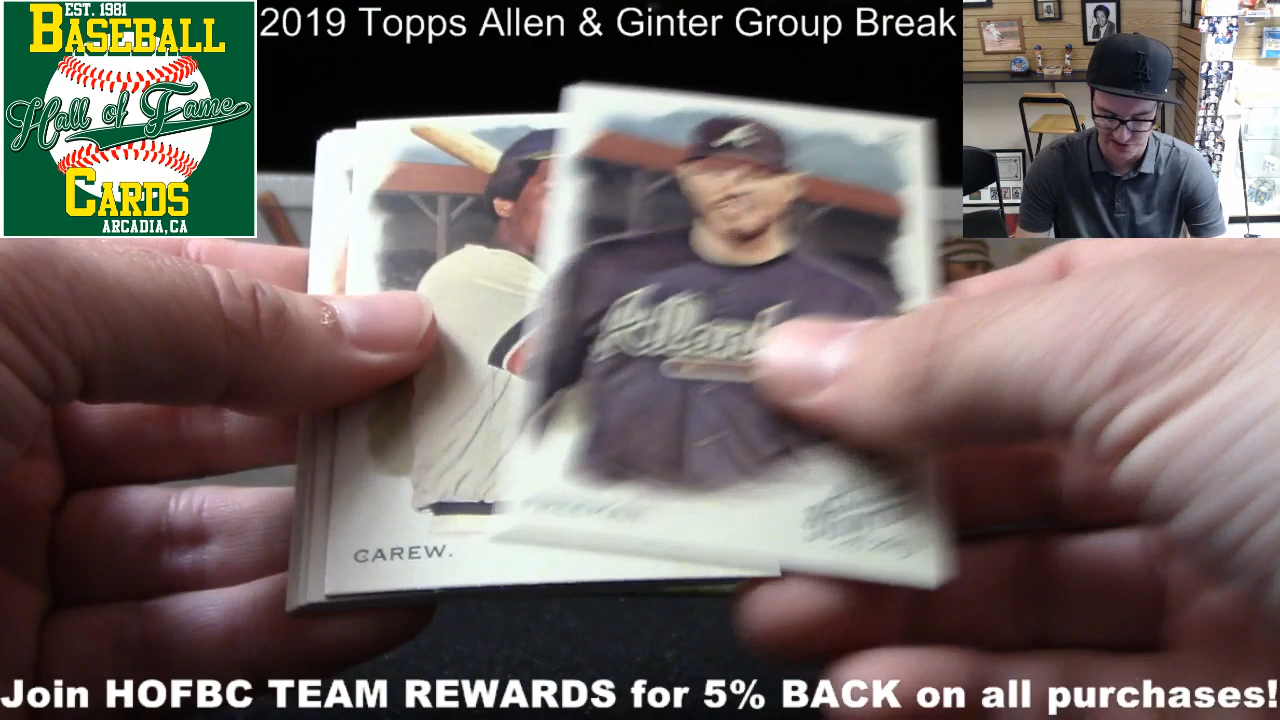 EST. 1981
BASEBALL
Hall of Fame
CARDS
ARCADIA,CA
2019 Topps Allen & Ginter Group Break
CAREW.
Join HOFBC TEAM REWARDS for 5% BACK on all purchases!